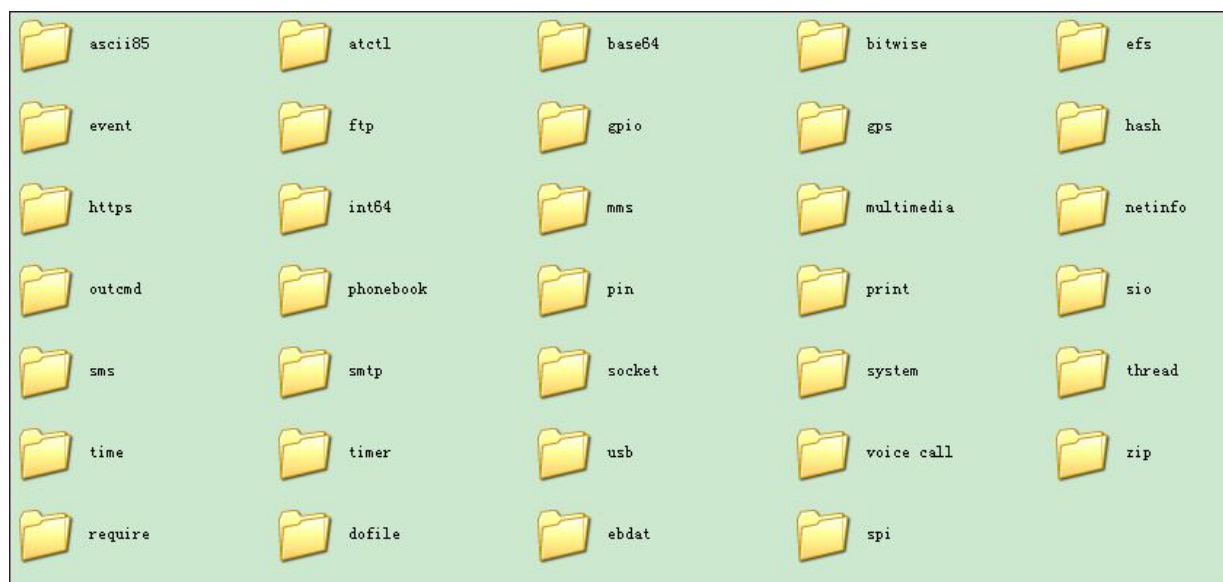 ascii85 atctl base64 bitwise efs
event ftp gpio gps hash
https int64 mms multimedia netinfo
outcmd phonebook pin print sio
sms smtp socket system thread
time timer usb voice call zip
require dofile ebdat spi